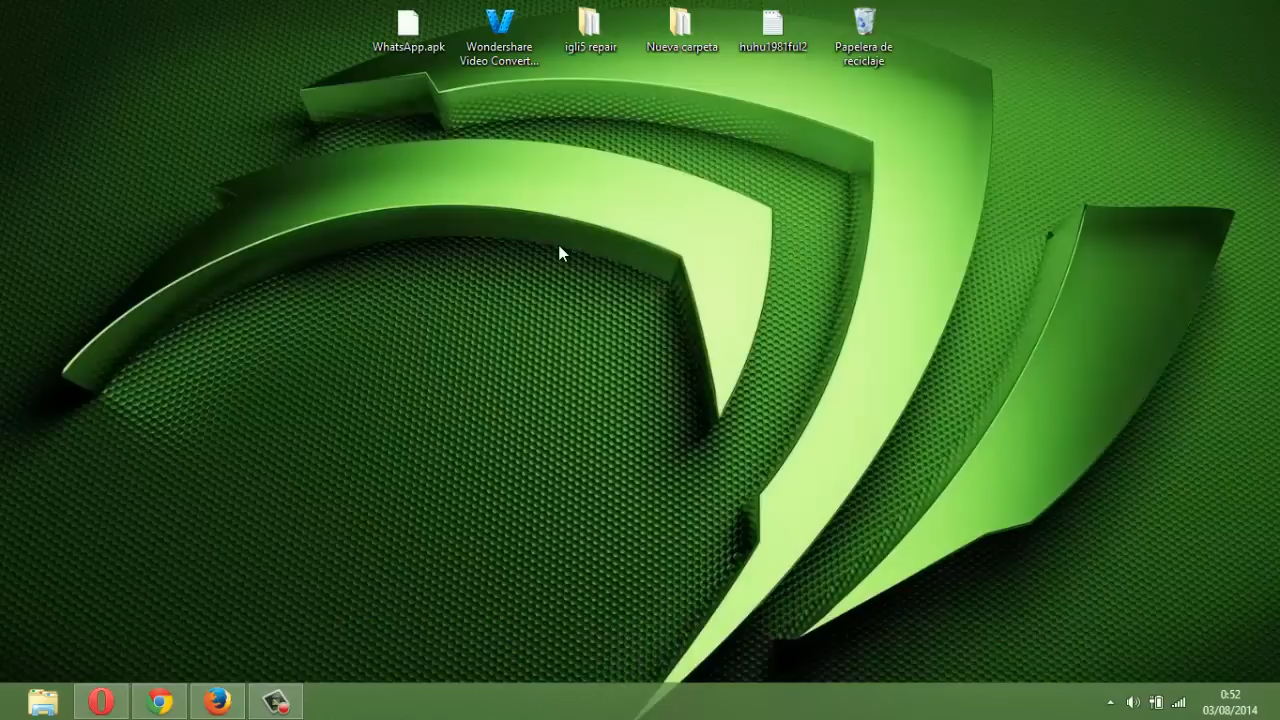 WhatsApp.apk
Wondershare
Video Convert...
igli5 repair
Nueva carpeta
huhu1981ful2
Papelera de
reciclaje
0:52
03/08/2014